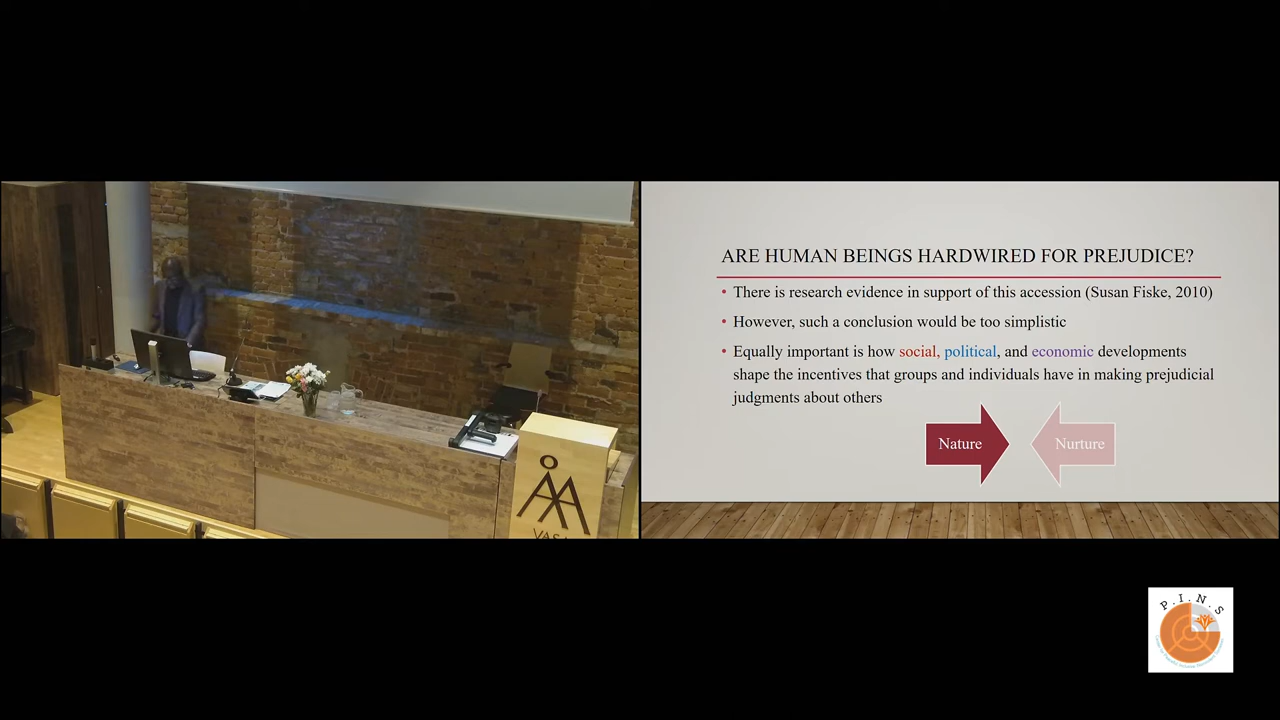 ARE HUMAN BEINGS HARDWIRED FOR PREJUDICE?
• There is research evidence in support of this accession (Susan Fiske, 2010)
• However, such a conclusion would be too simplistic
• Equally important is how social, political, and economic developments
shape the incentives that groups and individuals have in making prejudicial
judgments about others
Nature
Nurture
ÅA
VASA
P.I.N.S